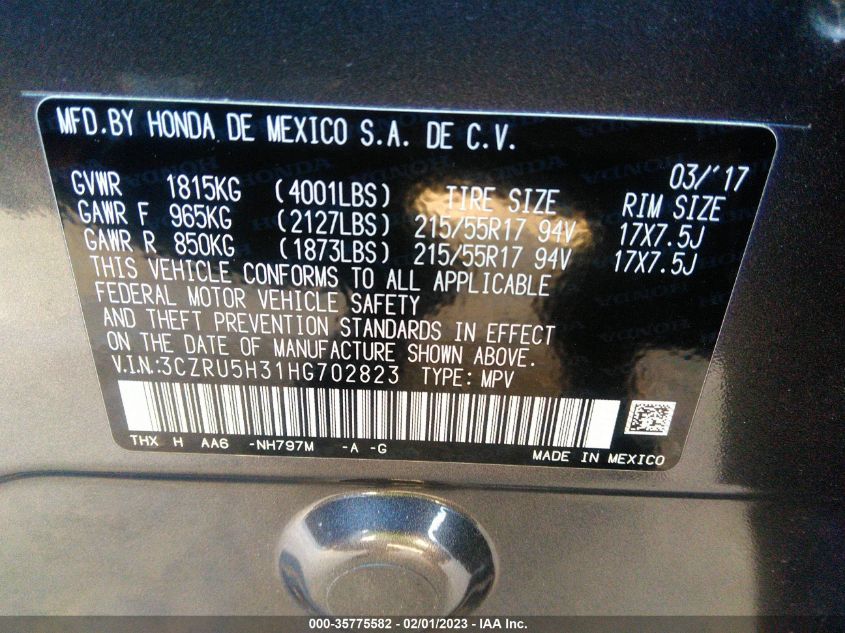 MFD.BY HONDA DE MEXICO S.A. DE C.V.
03/'17
GVWR 1815KG (4001LBS) TIRE SIZE RIM SIZE
GAWR F 965KG (2127LBS) 215/55R17 94V 17X7.5J
GAWR R 850KG (1873LBS) 215/55R17 94V 17X7.5J
THIS VEHICLE CONFORMS TO ALL APPLICABLE
FEDERAL MOTOR VEHICLE SAFETY
AND THEFT PREVENTION STANDARDS IN EFFECT
ON THE DATE OF MANUFACTURE SHOWN ABOVE.
V.I.N:3CZRU5H31HG702823 TYPE: MPV
THX H AA6 -NH797M -A -G
MADE IN MEXICO
000-35775582 - 02/01/2023 - IAA Inc.